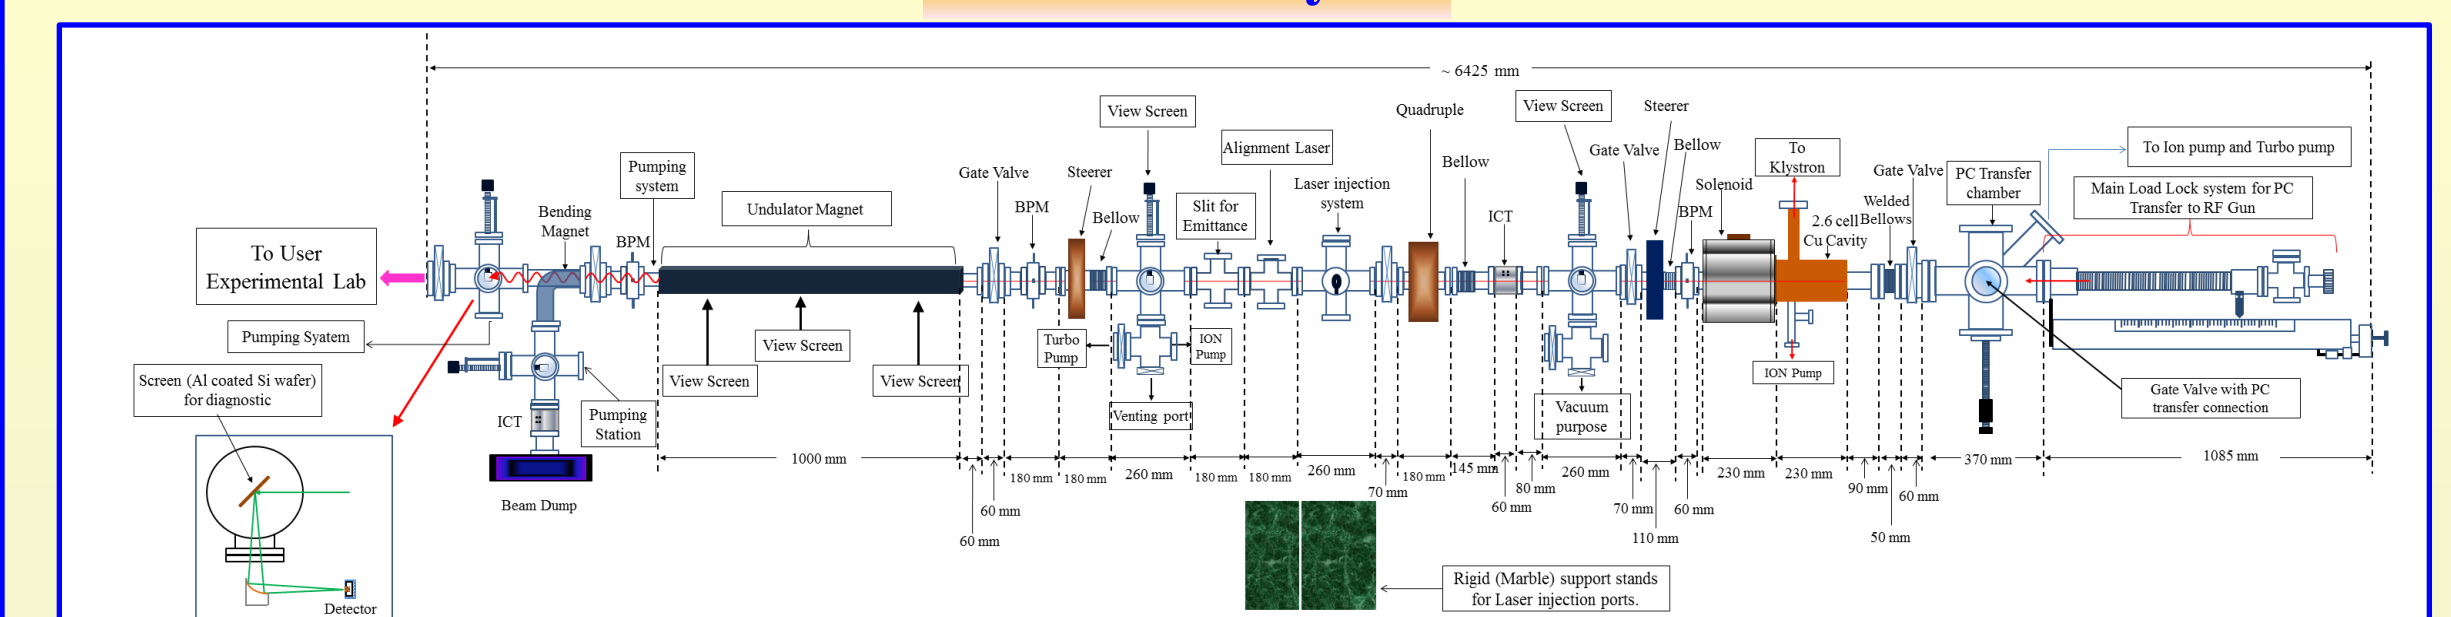 ~ 6425 mm
View Screen
Quadruple
View Screen
Steerer
Alignment Laser
Bellow
Gate Valve
Bellow
To
Klystron
To Ion pump and Turbo pump
Pumping
system
Gate Valve
Steerer
Laser injection
system
Solenoid
Gate Valve
PC Transfer
chamber
Main Load Lock system for PC
Transfer to RF Gun
Undulator Magnet
Bending
Magnet
BPM
BPM
Bellow
Slit for
Emittance
ICT
BPM
2.6 cell
Cu Cavity
Welded
Bellows
To User
Experimental Lab
Pumping Syatem
View Screen
View Screen
View Screen
Turbo
Pump
ION
Pump
Venting port
Vacuum
purpose
ION Pump
Gate Valve with PC
transfer connection
Screen (Al coated Si wafer)
for diagnostic
Pumping
Station
ICT
Beam Dump
1000 mm
60 mm
60 mm
180 mm
180 mm
260 mm
180 mm
180 mm
260 mm
70 mm
180 mm
145 mm
60 mm
80 mm
260 mm
70 mm
110 mm
60 mm
230 mm
230 mm
90 mm
50 mm
60 mm
370 mm
1085 mm
Detector
Rigid (Marble) support stands
for Laser injection ports.